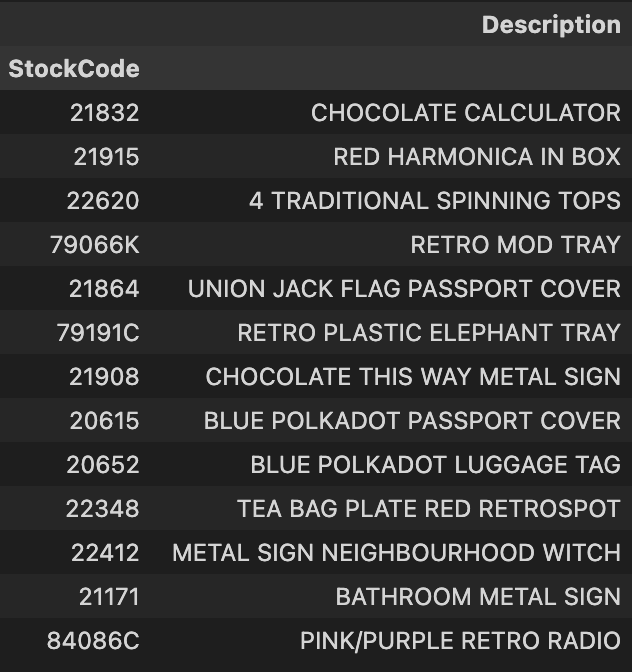 Description
StockCode
21832 CHOCOLATE CALCULATOR
21915 RED HARMONICA IN BOX
22620 4 TRADITIONAL SPINNING TOPS
79066K RETRO MOD TRAY
21864 UNION JACK FLAG PASSPORT COVER
79191C RETRO PLASTIC ELEPHANT TRAY
21908 CHOCOLATE THIS WAY METAL SIGN
20615 BLUE POLKADOT PASSPORT COVER
20652 BLUE POLKADOT LUGGAGE TAG
22348 TEA BAG PLATE RED RETROSPOT
22412 METAL SIGN NEIGHBOURHOOD WITCH
21171 BATHROOM METAL SIGN
84086C PINK/PURPLE RETRO RADIO